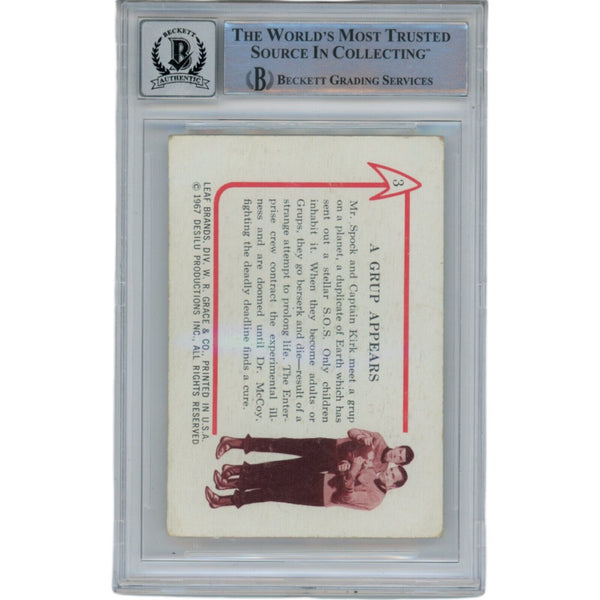 BECKETT
B
AUTHENTIC
THE WORLD'S MOST TRUSTED
SOURCE IN COLLECTING™
B BECKETT GRADING SERVICES
3
A GRUP APPEARS
Mr. Spock and Captain Kirk meet a grup
on a planet, a duplicate of Earth which has
sent out a stellar S.O.S. Only children
inhabit it. When they become adults or
Grups, they go berserk and die—result of a
strange attempt to prolong life. The Enter-
prise crew contract the experimental ill-
ness and are doomed until Dr. McCoy,
fighting the deadly deadline finds a cure.
LEAF BRANDS, DIV. W. R. GRACE & CO., PRINTED IN U.S.A.
© 1967 DESILU PRODUCTIONS INC., ALL RIGHTS RESERVED